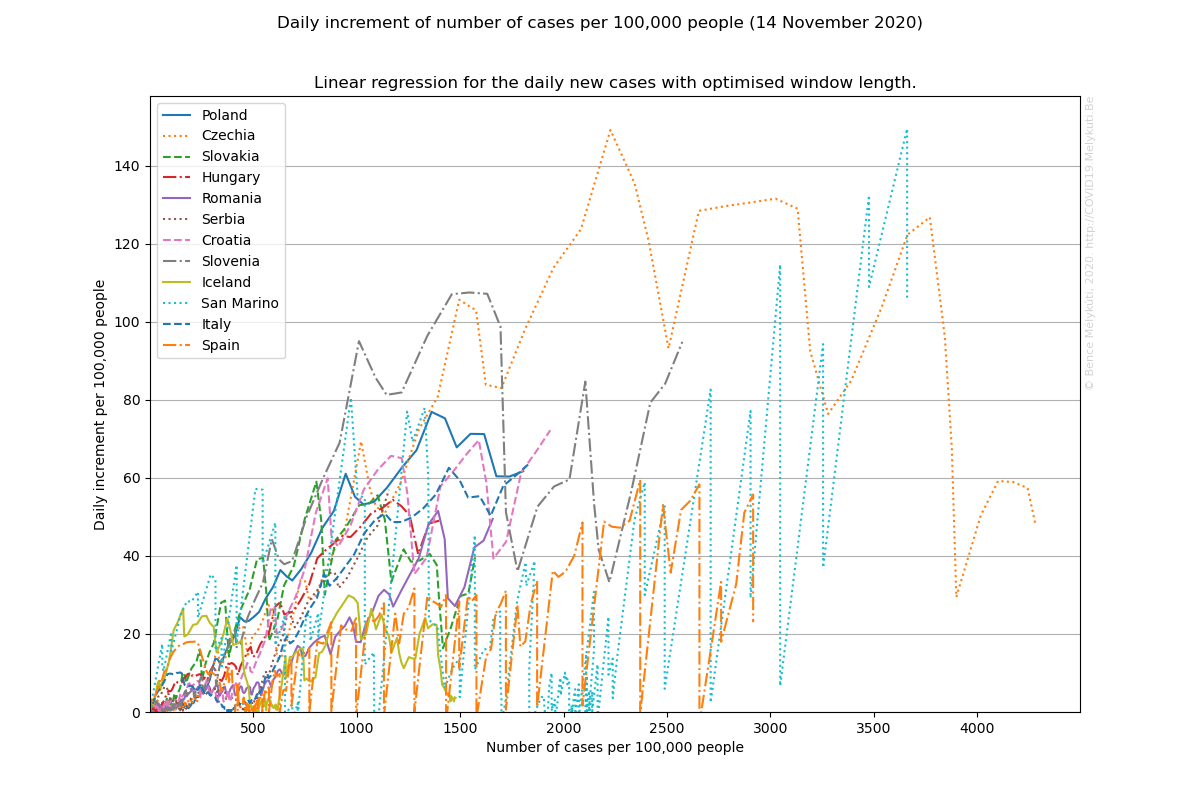 Daily increment of number of cases per 100,000 people (14 November 2020)
Linear regression for the daily new cases with optimised window length.
Poland
Czechia
Slovakia
Hungary
Romania
Serbia
Croatia
Slovenia
Iceland
San Marino
Italy
Spain
140
120
100
80
60
40
20
0
Daily increment per 100,000 people
500 1000 1500 2000 2500 3000 3500 4000
Number of cases per 100,000 people
© Bence Melykuti, 2020 http://COVID19.Melykuti.Be